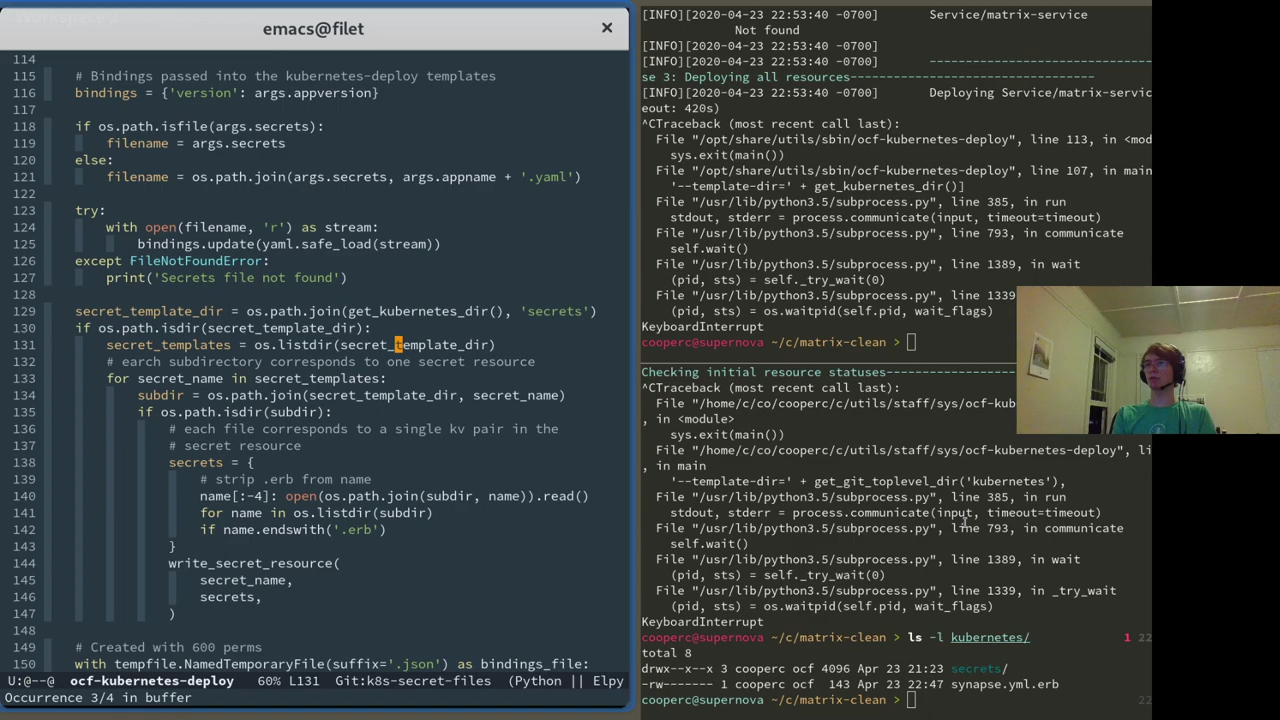 emacs@filet
114
115 # Bindings passed into the kubernetes-deploy templates
116 bindings = {'version': args.appversion}
117
118 if os.path.isfile(args.secrets):
119 filename = args.secrets
120 else:
121 filename = os.path.join(args.secrets, args.appname + '.yaml')
122
123 try:
124 with open(filename, 'r') as stream:
125 bindings.update(yaml.safe_load(stream))
126 except FileNotFoundError:
127 print('Secrets file not found')
128
129 secret_template_dir = os.path.join(get_kubernetes_dir(), 'secrets')
130 if os.path.isdir(secret_template_dir):
131 secret_templates = os.listdir(secret_template_dir)
132 # earch subdirectory corresponds to one secret resource
133 for secret_name in secret_templates:
134 subdir = os.path.join(secret_template_dir, secret_name)
135 if os.path.isdir(subdir):
136 # each file corresponds to a single kv pair in the
137 # secret resource
138 secrets = {
139 # strip .erb from name
140 name[:-4]: open(os.path.join(subdir, name)).read()
141 for name in os.listdir(subdir)
142 if name.endswith('.erb')
143 }
144 write_secret_resource(
145 secret_name,
146 secrets,
147 )
148
149 # Created with 600 perms
150 with tempfile.NamedTemporaryFile(suffix='.json') as bindings_file:
U:@--@ ocf-kubernetes-deploy 60% L131 Git:k8s-secret-files (Python || Elpy
Occurrence 3/4 in buffer
[INFO][2020-04-23 22:53:40 -0700] Service/matrix-service
Not found
[INFO][2020-04-23 22:53:40 -0700]
[INFO][2020-04-23 22:53:40 -0700] -----------------------------------
se 3: Deploying all resources---------------------------------
[INFO][2020-04-23 22:53:40 -0700] Deploying Service/matrix-servic
eout: 420s)
^CTraceback (most recent call last):
File "/opt/share/utils/sbin/ocf-kubernetes-deploy", line 113, in <mod
sys.exit(main())
File "/opt/share/utils/sbin/ocf-kubernetes-deploy", line 107, in main
'--template-dir=' + get_kubernetes_dir()]
File "/usr/lib/python3.5/subprocess.py", line 385, in run
stdout, stderr = process.communicate(input, timeout=timeout)
File "/usr/lib/python3.5/subprocess.py", line 793, in communicate
self.wait()
File "/usr/lib/python3.5/subprocess.py", line 1389, in wait
(pid, sts) = self._try_wait(0)
File "/usr/lib/python3.5/subprocess.py", line 1339
(pid, sts) = os.waitpid(self.pid, wait_flags)
KeyboardInterrupt
cooperc@supernova ~/c/matrix-clean >
Checking initial resource statuses---------------------------
^CTraceback (most recent call last):
File "/home/c/co/cooperc/c/utils/staff/sys/ocf-kub
, in <module>
sys.exit(main())
File "/home/c/co/cooperc/c/utils/staff/sys/ocf-kubernetes-deploy", li
, in main
'--template-dir=' + get_git_toplevel_dir('kubernetes'),
File "/usr/lib/python3.5/subprocess.py", line 385, in run
stdout, stderr = process.communicate(input, timeout=timeout)
File "/usr/lib/python3.5/subprocess.py", line 793, in communicate
self.wait()
File "/usr/lib/python3.5/subprocess.py", line 1389, in wait
(pid, sts) = self._try_wait(0)
File "/usr/lib/python3.5/subprocess.py", line 1339, in _try_wait
(pid, sts) = os.waitpid(self.pid, wait_flags)
KeyboardInterrupt
cooperc@supernova ~/c/matrix-clean > ls -l kubernetes/ 1 22
total 8
drwx--x--x 3 cooperc ocf 4096 Apr 23 21:23 secrets/
-rw------- 1 cooperc ocf 143 Apr 23 22:47 synapse.yml.erb
cooperc@supernova ~/c/matrix-clean > 22